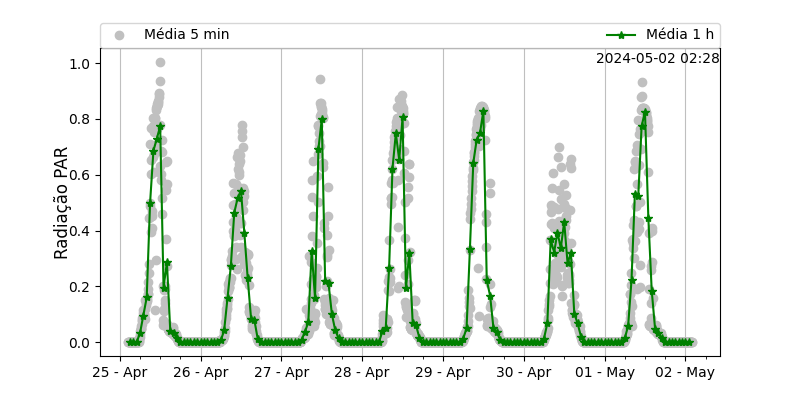 Média 5 min
Média 1 h
2024-05-02 02:28
Radiação PAR
1.0
0.8
0.6
0.4
0.2
0.0
25 - Apr
26 - Apr
27 - Apr
28 - Apr
29 - Apr
30 - Apr
01 - May
02 - May